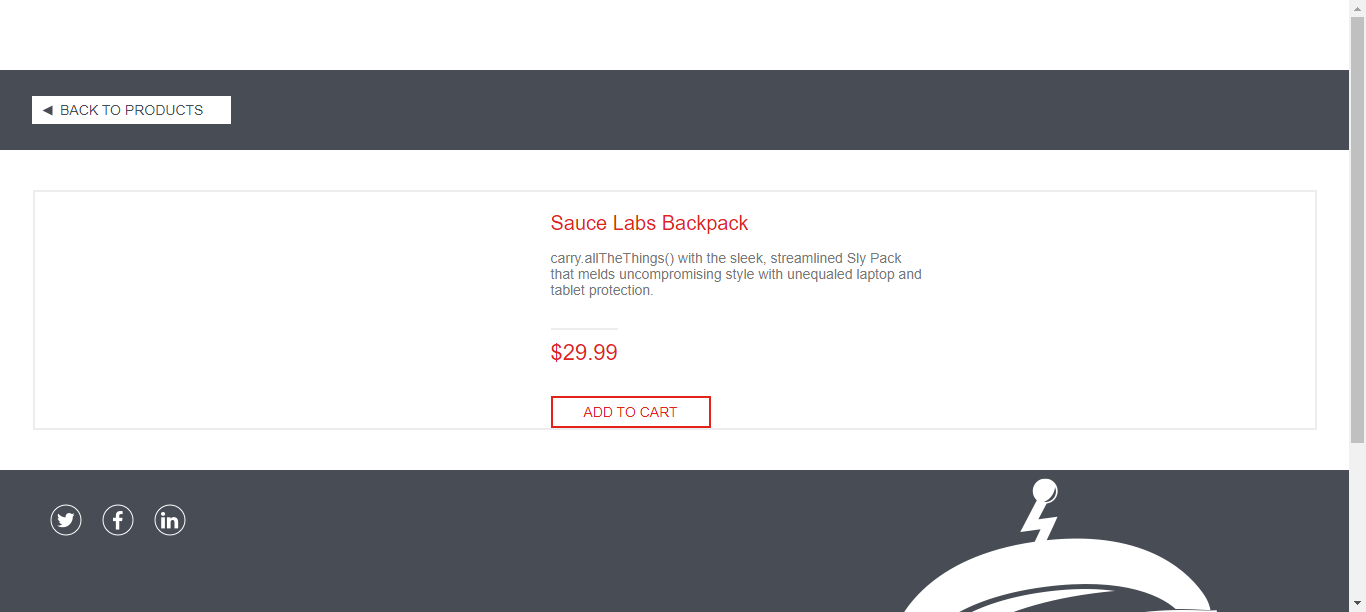 ◄ BACK TO PRODUCTS
Sauce Labs Backpack
carry.allTheThings() with the sleek, streamlined Sly Pack
that melds uncompromising style with unequaled laptop and
tablet protection.
$29.99
ADD TO CART